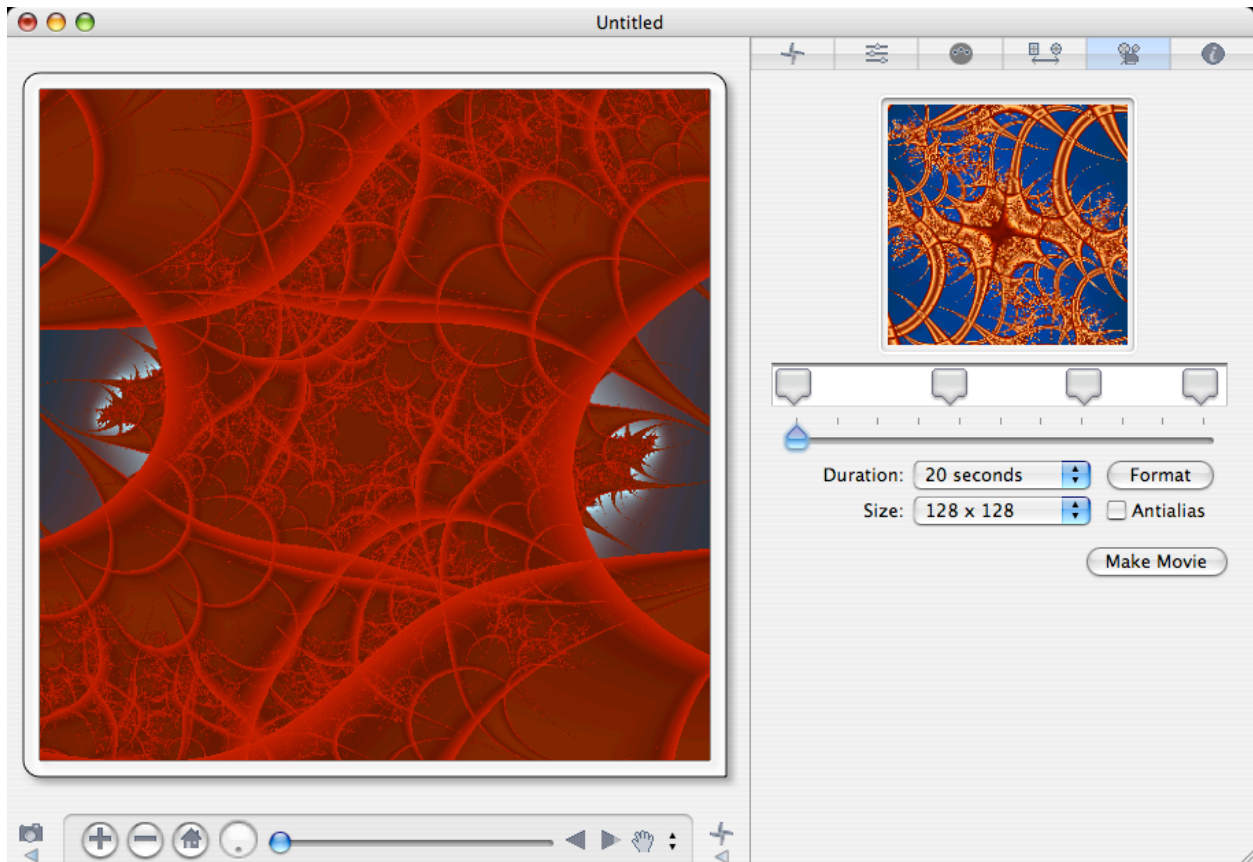 Untitled
Duration: 20 seconds Format
Size: 128 x 128 Antialias
Make Movie